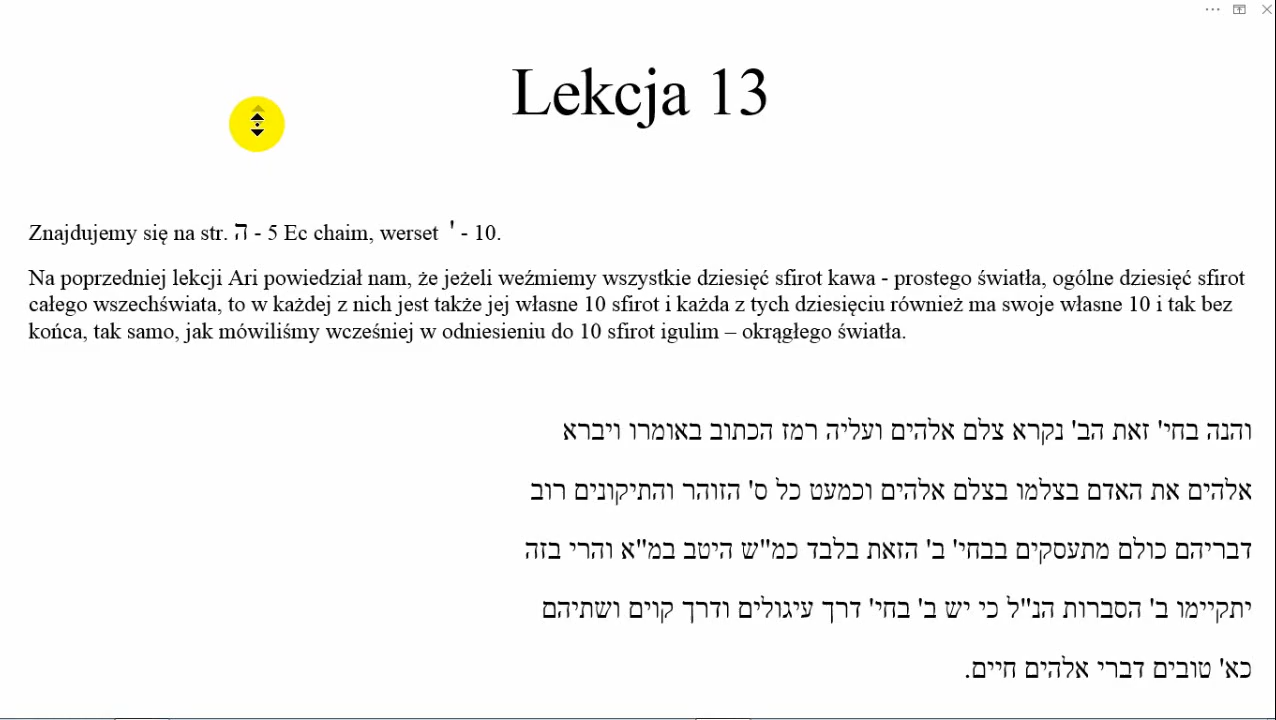 Lekcja 13
Znajdujemy się na str. ה - 5 Ec chaim, werset י - 10.
Na poprzedniej lekcji Ari powiedział nam, że jeżeli weźmiemy wszystkie dziesięć sfirot kawa - prostego światła, ogólne dziesięć sfirot
całego wszechświata, to w każdej z nich jest także jej własne 10 sfirot i każda z tych dziesięciu również ma swoje własne 10 i tak bez
końca, tak samo, jak mówiliśmy wcześniej w odniesieniu do 10 sfirot igulim – okrągłego światła.
והנה בחי' זאת הב' נקרא צלם אלהים ועליה רמז הכתוב באומרו ויברא
אלהים את האדם בצלמו בצלם אלהים וכמעט כל ס' הזוהר והתיקונים רוב
דבריהם כולם מתעסקים בבחי' ב' הזאת בלבד כמ"ש היטב במ"א והרי בזה
יתקיימו ב' הסברות הנ"ל כי יש ב' בחי' דרך עיגולים ודרך קוים ושתיהם
כא' טובים דברי אלהים חיים.